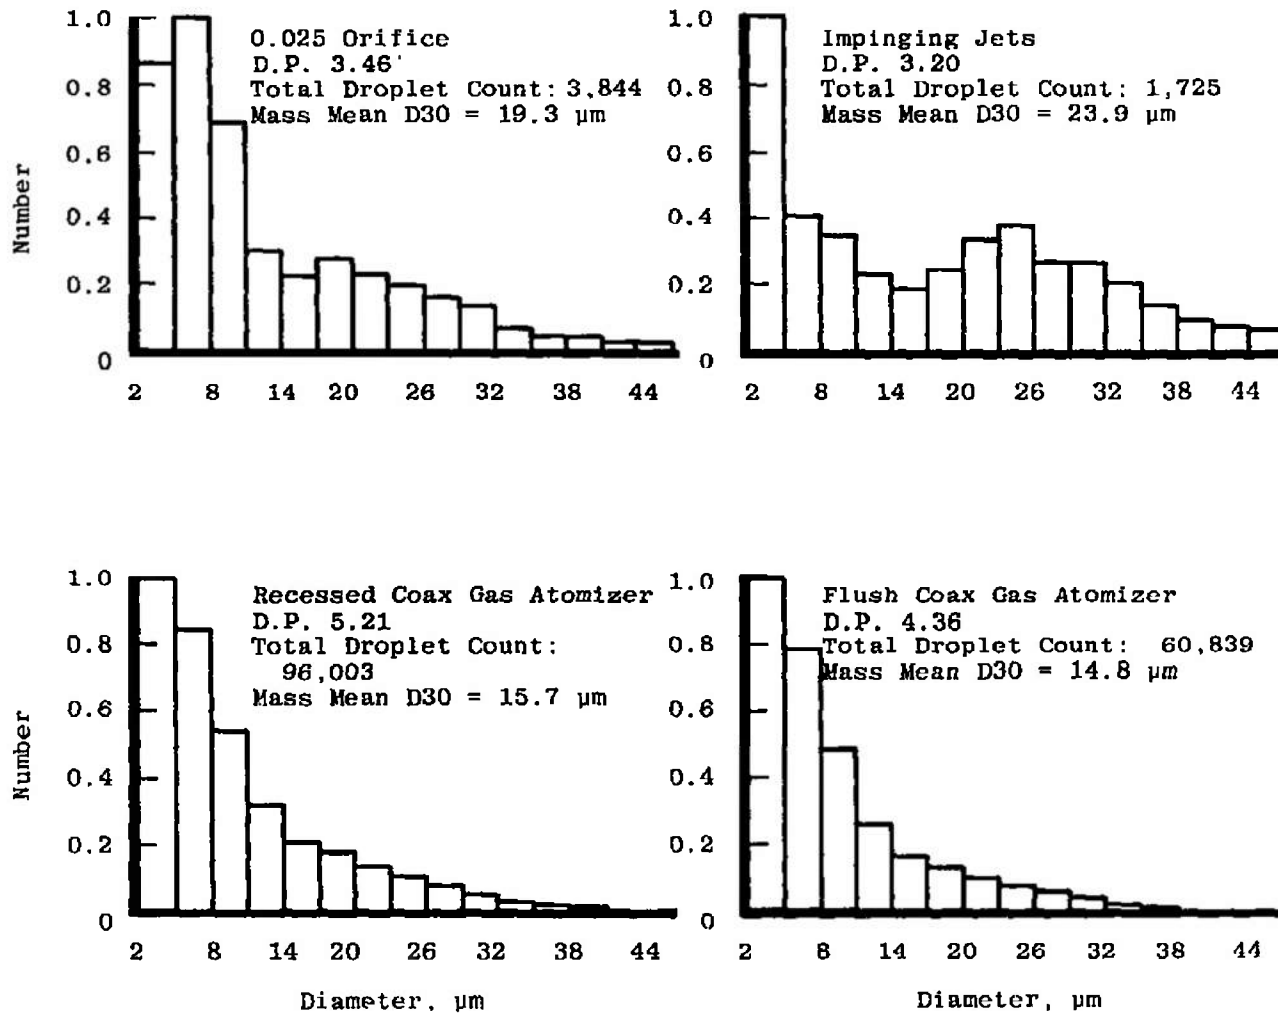 1.0
0.8
0.6
0.4
0.2
0
Number
0.025 Orifice
D.P. 3.46
Total Droplet Count: 3,844
Mass Mean D30 = 19.3 µm
2 8 14 20 26 32 38 44
1.0
0.8
0.6
0.4
0.2
0
Impinging Jets
D.P. 3.20
Total Droplet Count: 1,725
Mass Mean D30 = 23.9 µm
2 8 14 20 26 32 38 44
1.0
0.8
0.6
0.4
0.2
0
Number
Recessed Coax Gas Atomizer
D.P. 5.21
Total Droplet Count:
96,003
Mass Mean D30 = 15.7 µm
2 8 14 20 26 32 38 44
Diameter, µm
1.0
0.8
0.6
0.4
0.2
0
Flush Coax Gas Atomizer
D.P. 4.36
Total Droplet Count: 60,839
Mass Mean D30 = 14.8 µm
2 8 14 20 26 32 38 44
Diameter, µm